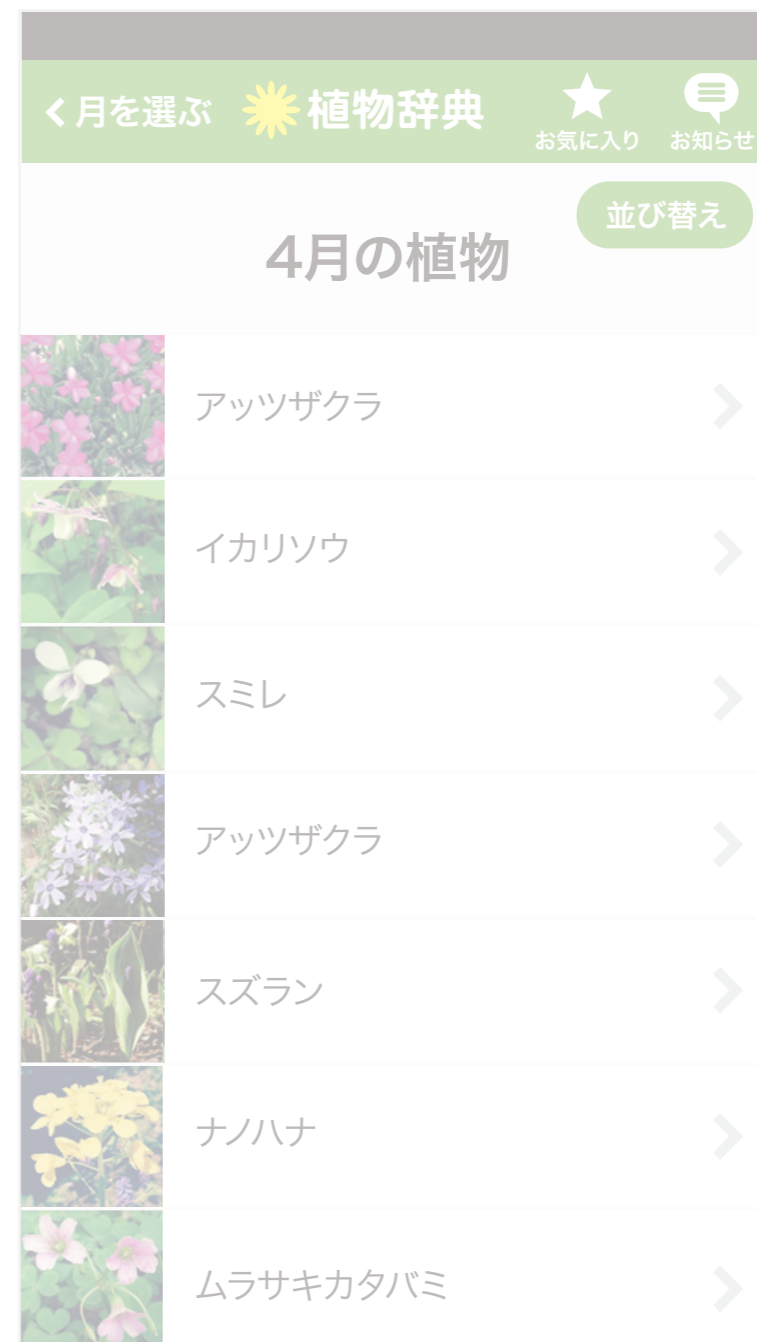 月を選ぶ 植物辞典
お気に入り お知らせ
並び替え
4月の植物
アッツザクラ
イカリソウ
スミレ
アッツザクラ
スズラン
ナノハナ
ムラサキカタバミ